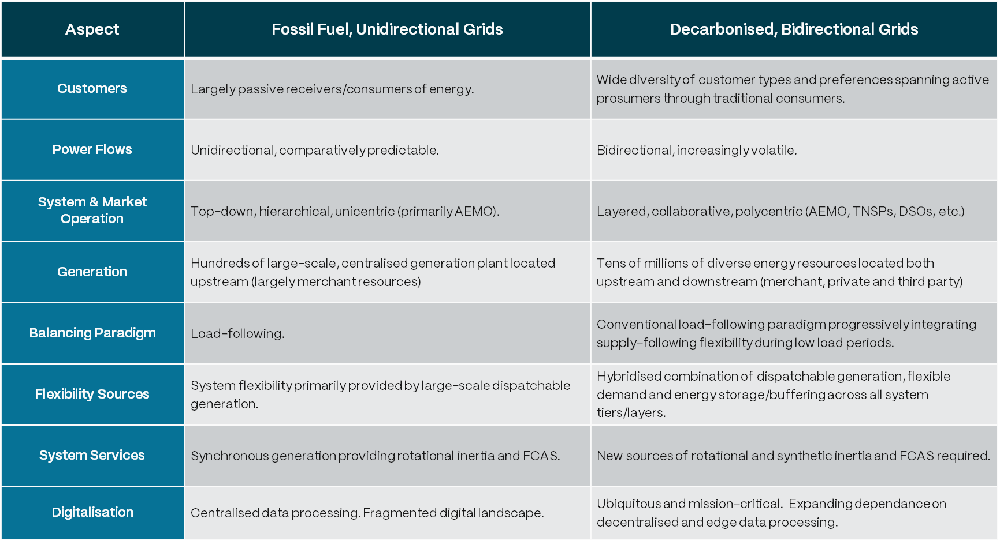 Aspect
Fossil Fuel, Unidirectional Grids
Decarbonised, Bidirectional Grids
Customers
Largely passive receivers/consumers of energy.
Wide diversity of customer types and preferences spanning active
prosumers through traditional consumers.
Power Flows
Unidirectional, comparatively predictable.
Bidirectional, increasingly volatile.
System & Market
Operation
Top-down, hierarchical, unicentric (primarily AEMO).
Layered, collaborative, polycentric (AEMO, TNSPs, DSOs, etc.)
Generation
Hundreds of large-scale, centralised generation plant located
upstream (largely merchant resources)
Tens of millions of diverse energy resources located both
upstream and downstream (merchant, private and third party)
Balancing Paradigm
Load-following.
Conventional load-following paradigm progressively integrating
supply-following flexibility during low load periods.
Flexibility Sources
System flexibility primarily provided by large-scale dispatchable
generation.
Hybridised combination of dispatchable generation, flexible
demand and energy storage/buffering across all system
tiers/layers.
System Services
Synchronous generation providing rotational inertia and FCAS.
New sources of rotational and synthetic inertia and FCAS required.
Digitalisation
Centralised data processing. Fragmented digital landscape.
Ubiquitous and mission-critical. Expanding dependance on
decentralised and edge data processing.